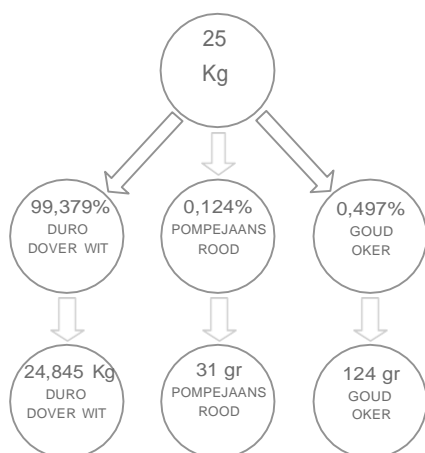 25
Kg
99,379%
DURO
DOVER WIT
0,124%
POMPEJAANS
ROOD
0,497%
GOUD
OKER
24,845 Kg
DURO
DOVER WIT
31 gr
POMPEJAANS
ROOD
124 gr
GOUD
OKER